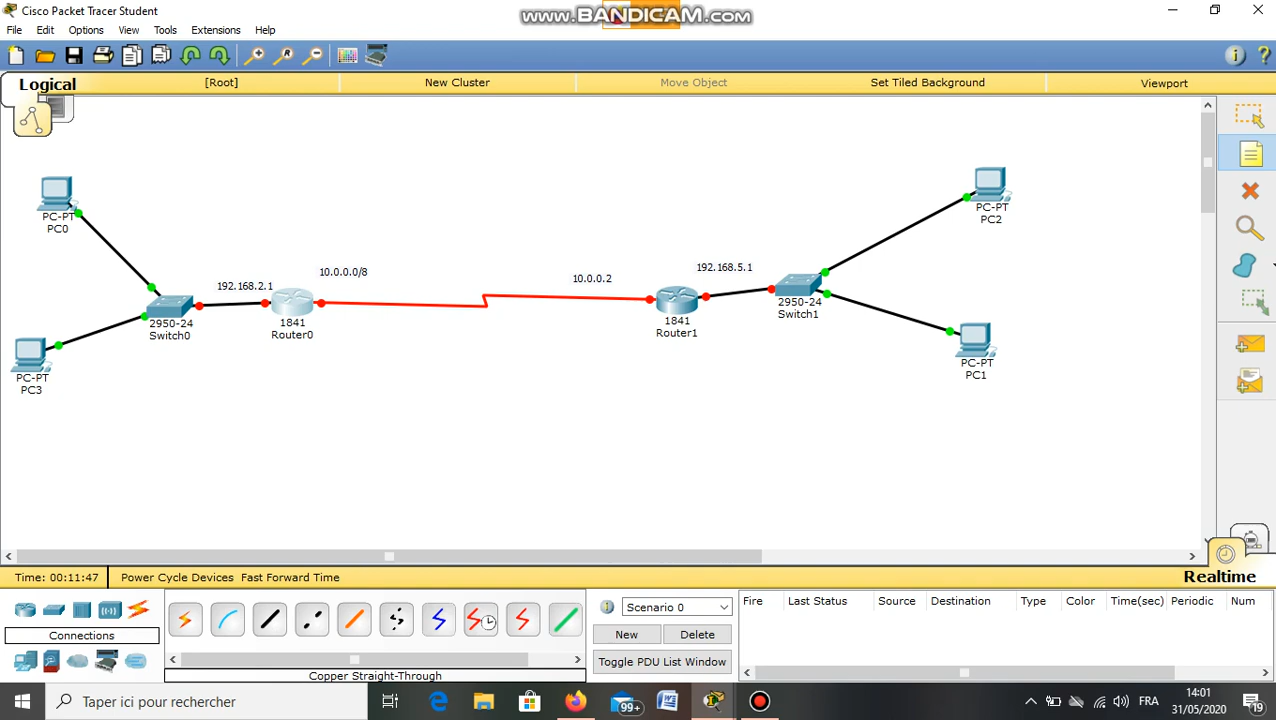 Cisco Packet Tracer Student
www.BANDICAM.com
File Edit Options View Tools Extensions Help
Logical [Root] New Cluster Move Object Set Tiled Background Viewport
PC-PT
PC0
PC-PT
PC2
10.0.0.0/8
192.168.5.1
10.0.0.2
192.168.2.1
2950-24
Switch0
1841
Router0
1841
Router1
2950-24
Switch1
PC-PT
PC3
PC-PT
PC1
Time: 00:11:47 Power Cycle Devices Fast Forward Time
Realtime
Scenario 0
Fire Last Status Source Destination Type Color Time(sec) Periodic Num
Connections
New Delete
Toggle PDU List Window
Copper Straight-Through
Taper ici pour rechercher
99+
FRA
14:01
31/05/2020
19